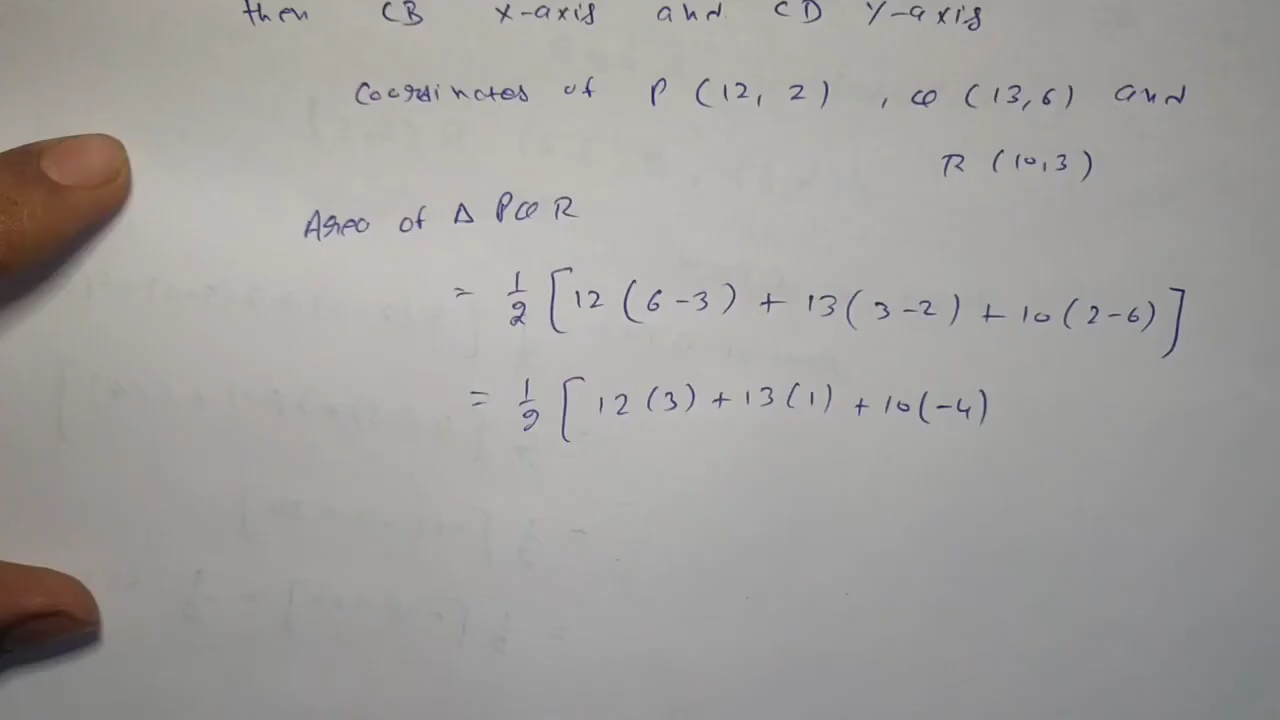 then CB x-axis and CD Y-axis
Coordinates of P (12, 2) , Q (13,6) and
R (10,3)
Area of Δ PQR
= 1/2 [12 (6-3) + 13 (3-2) + 10 (2-6)]
= 1/2 [12 (3) + 13 (1) + 10 (-4)